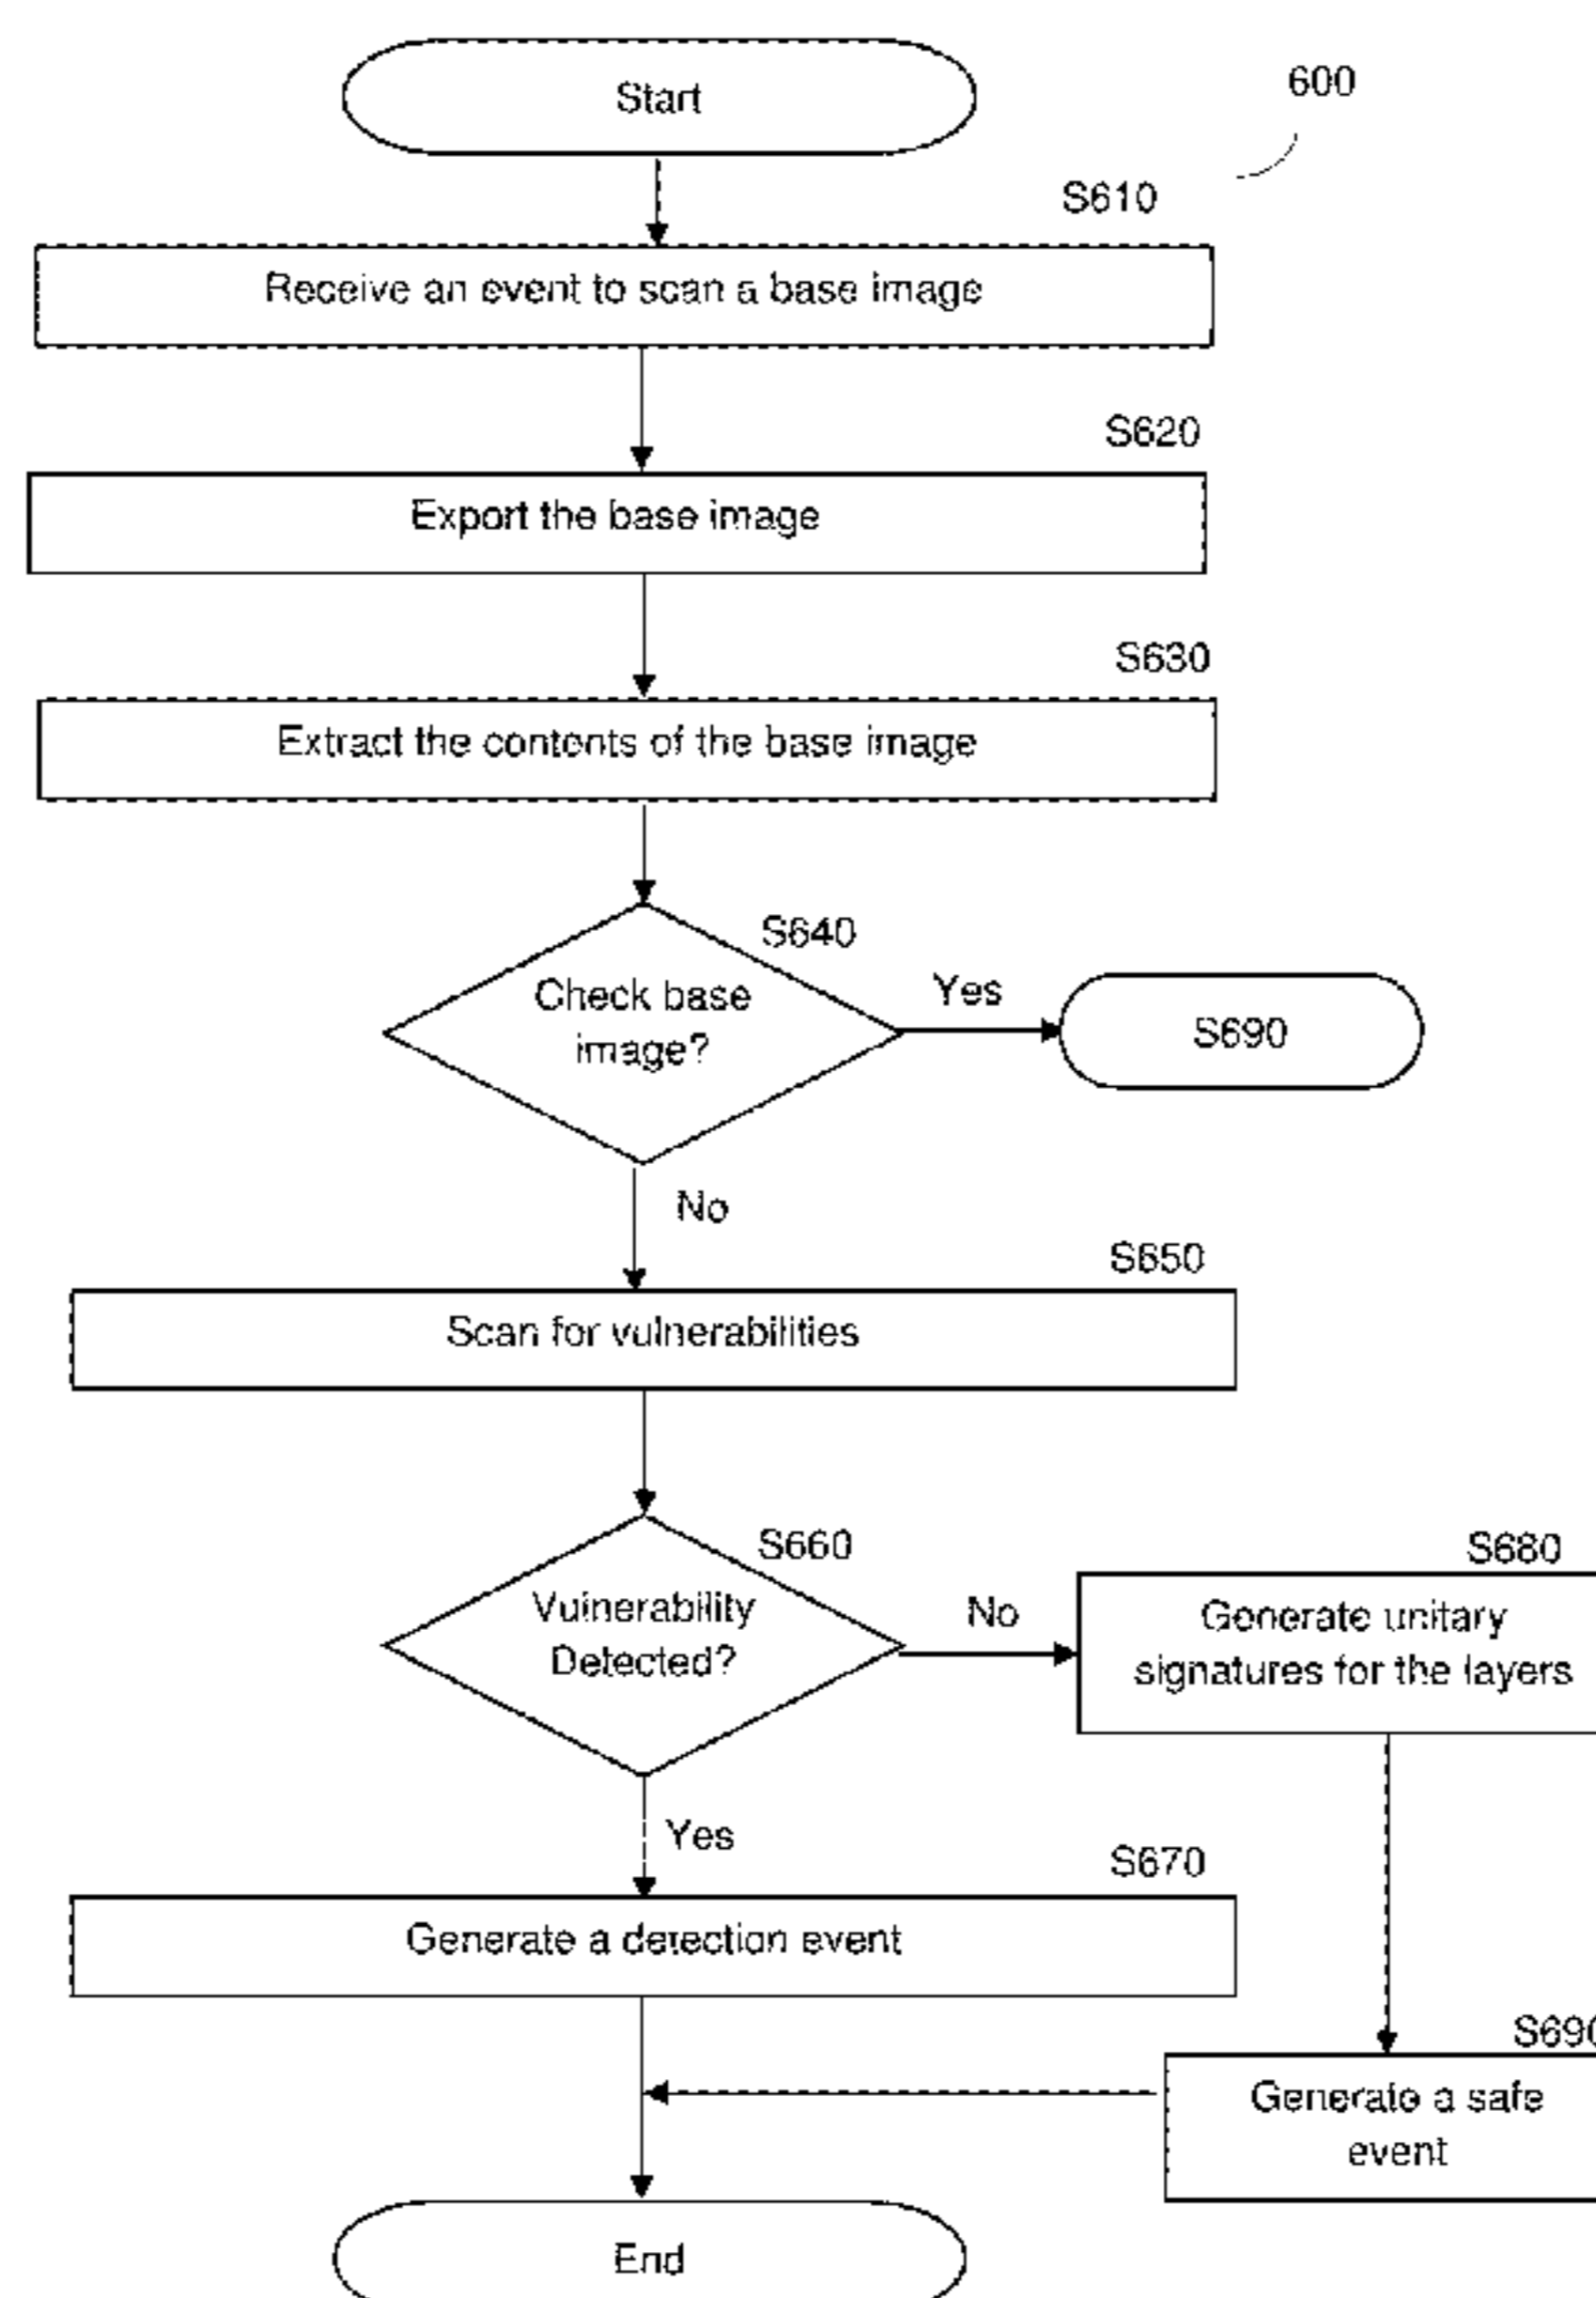 Start
600
S610
Receive an event to scan a base image
S620
Export the base image
S630
Extract the contents of the base image
S640
Check base
image?
Yes
S690
No
S650
Scan for vulnerabilities
S660
Vulnerability
Detected?
No
S680
Generate unitary
signatures for the layers
Yes
S670
Generate a detection event
S690
Generate a safe
event
End